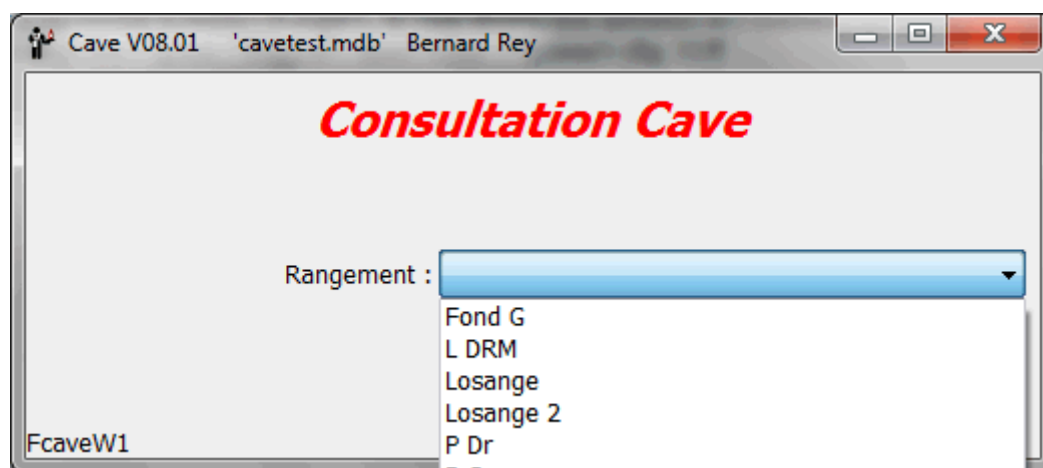 Cave V08.01 'cavetest.mdb' Bernard Rey
Consultation Cave
Rangement :
Fond G
L DRM
Losange
Losange 2
P Dr
FcaveW1